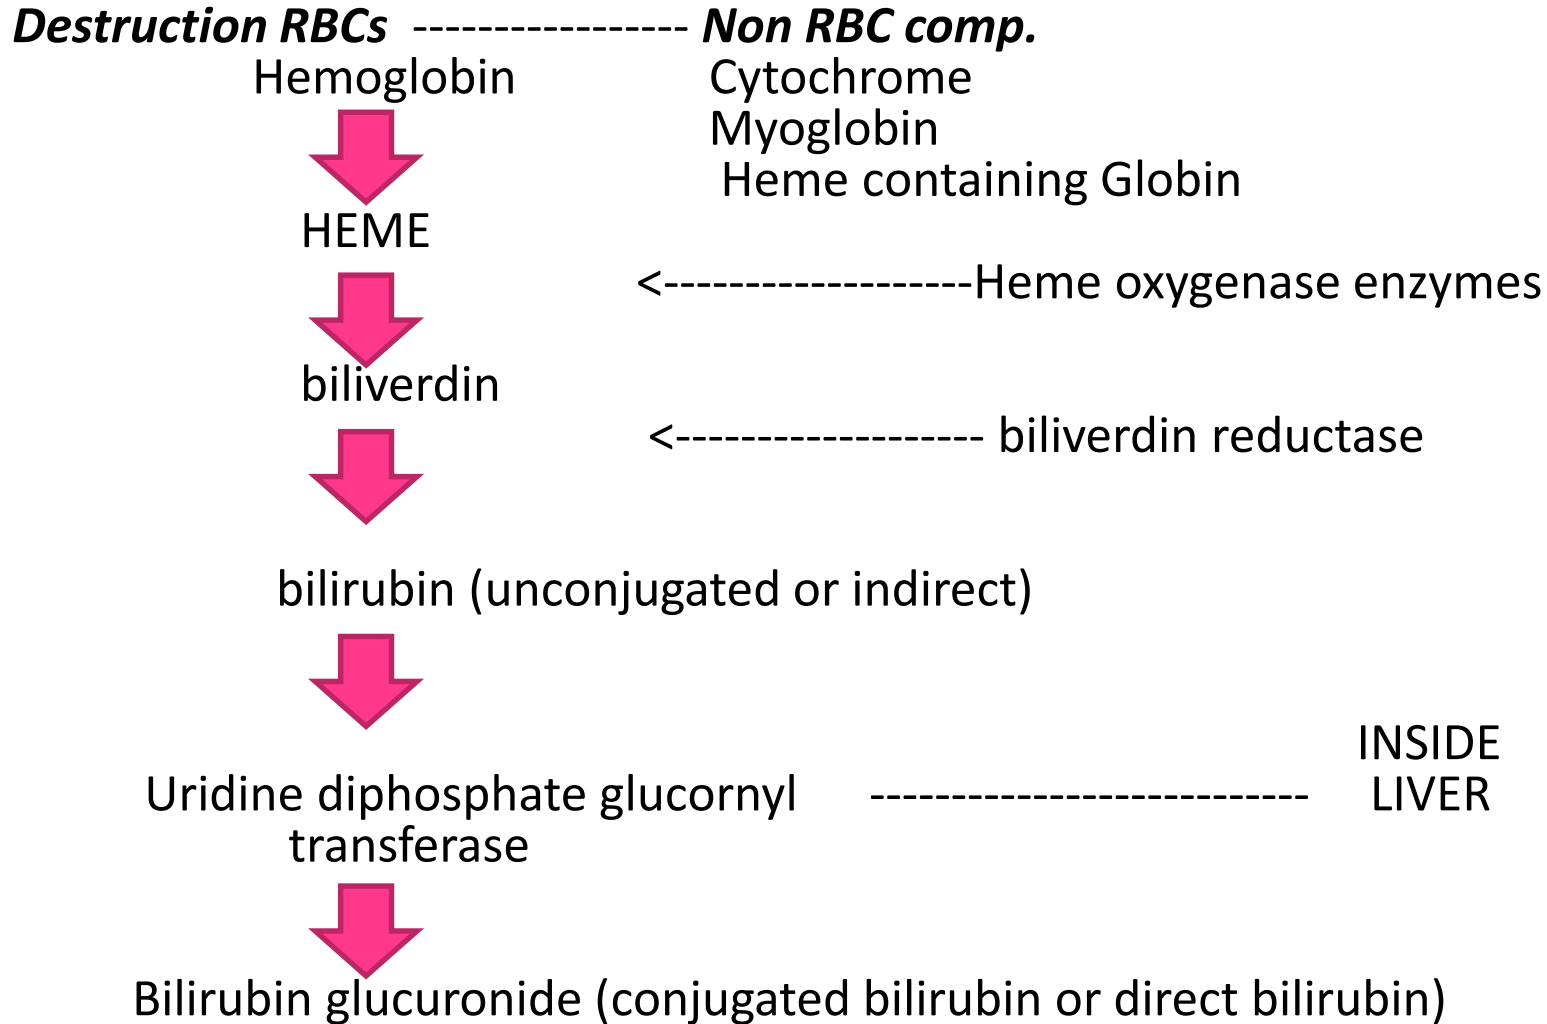 Destruction RBCs ----------------- Non RBC comp.
Hemoglobin Cytochrome
Myoglobin
Heme containing Globin
HEME
<-------------------Heme oxygenase enzymes
biliverdin
<------------------- biliverdin reductase
bilirubin (unconjugated or indirect)
INSIDE
Uridine diphosphate glucornyl --------------------------- LIVER
transferase
Bilirubin glucuronide (conjugated bilirubin or direct bilirubin)